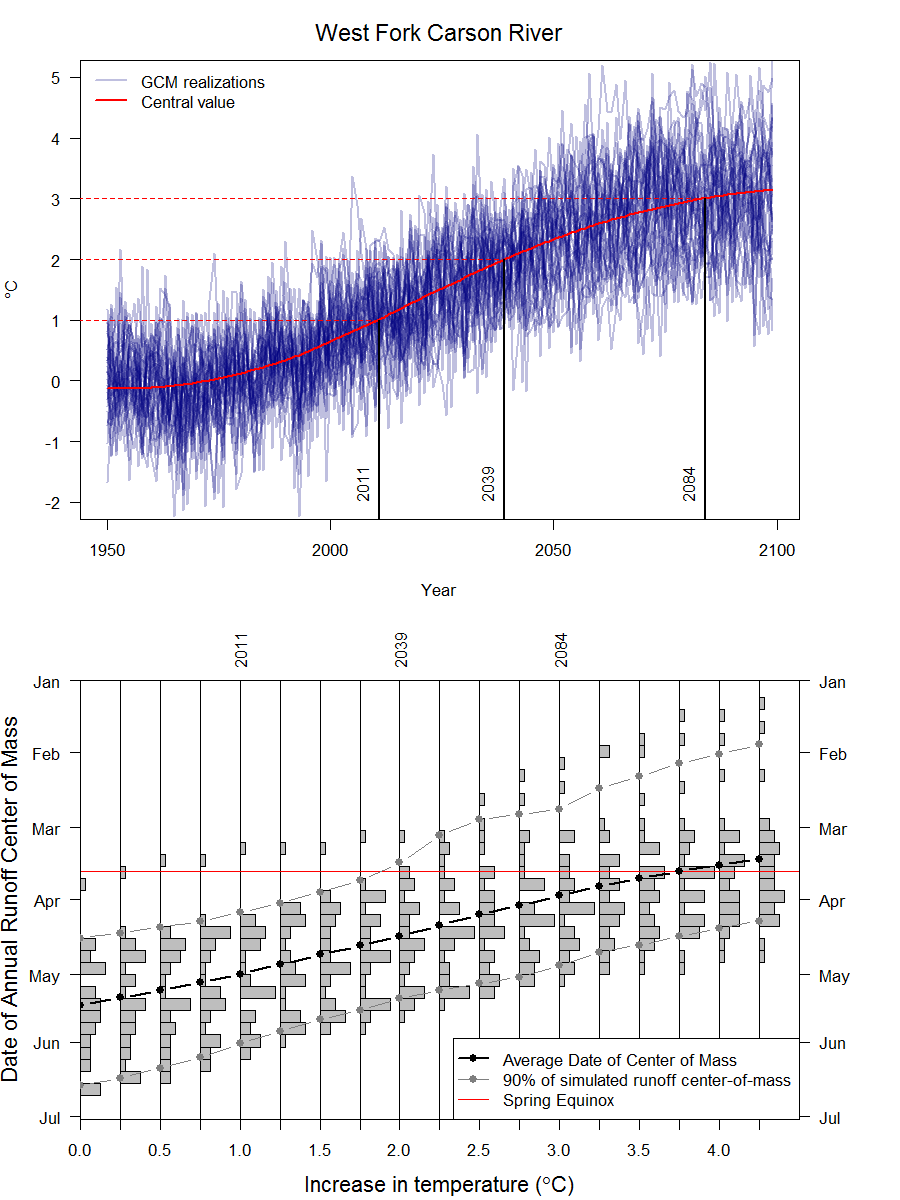 West Fork Carson River
GCM realizations
Central value
5
4
3
2
1
0
-1
-2
°C
2011
2039
2084
1950
2000
2050
2100
Year
2011
2039
2084
Jan
Feb
Mar
Apr
May
Jun
Jul
Date of Annual Runoff Center of Mass
Jan
Feb
Mar
Apr
May
Jun
Jul
Average Date of Center of Mass
90% of simulated runoff center-of-mass
Spring Equinox
0.0
0.5
1.0
1.5
2.0
2.5
3.0
3.5
4.0
Increase in temperature (°C)